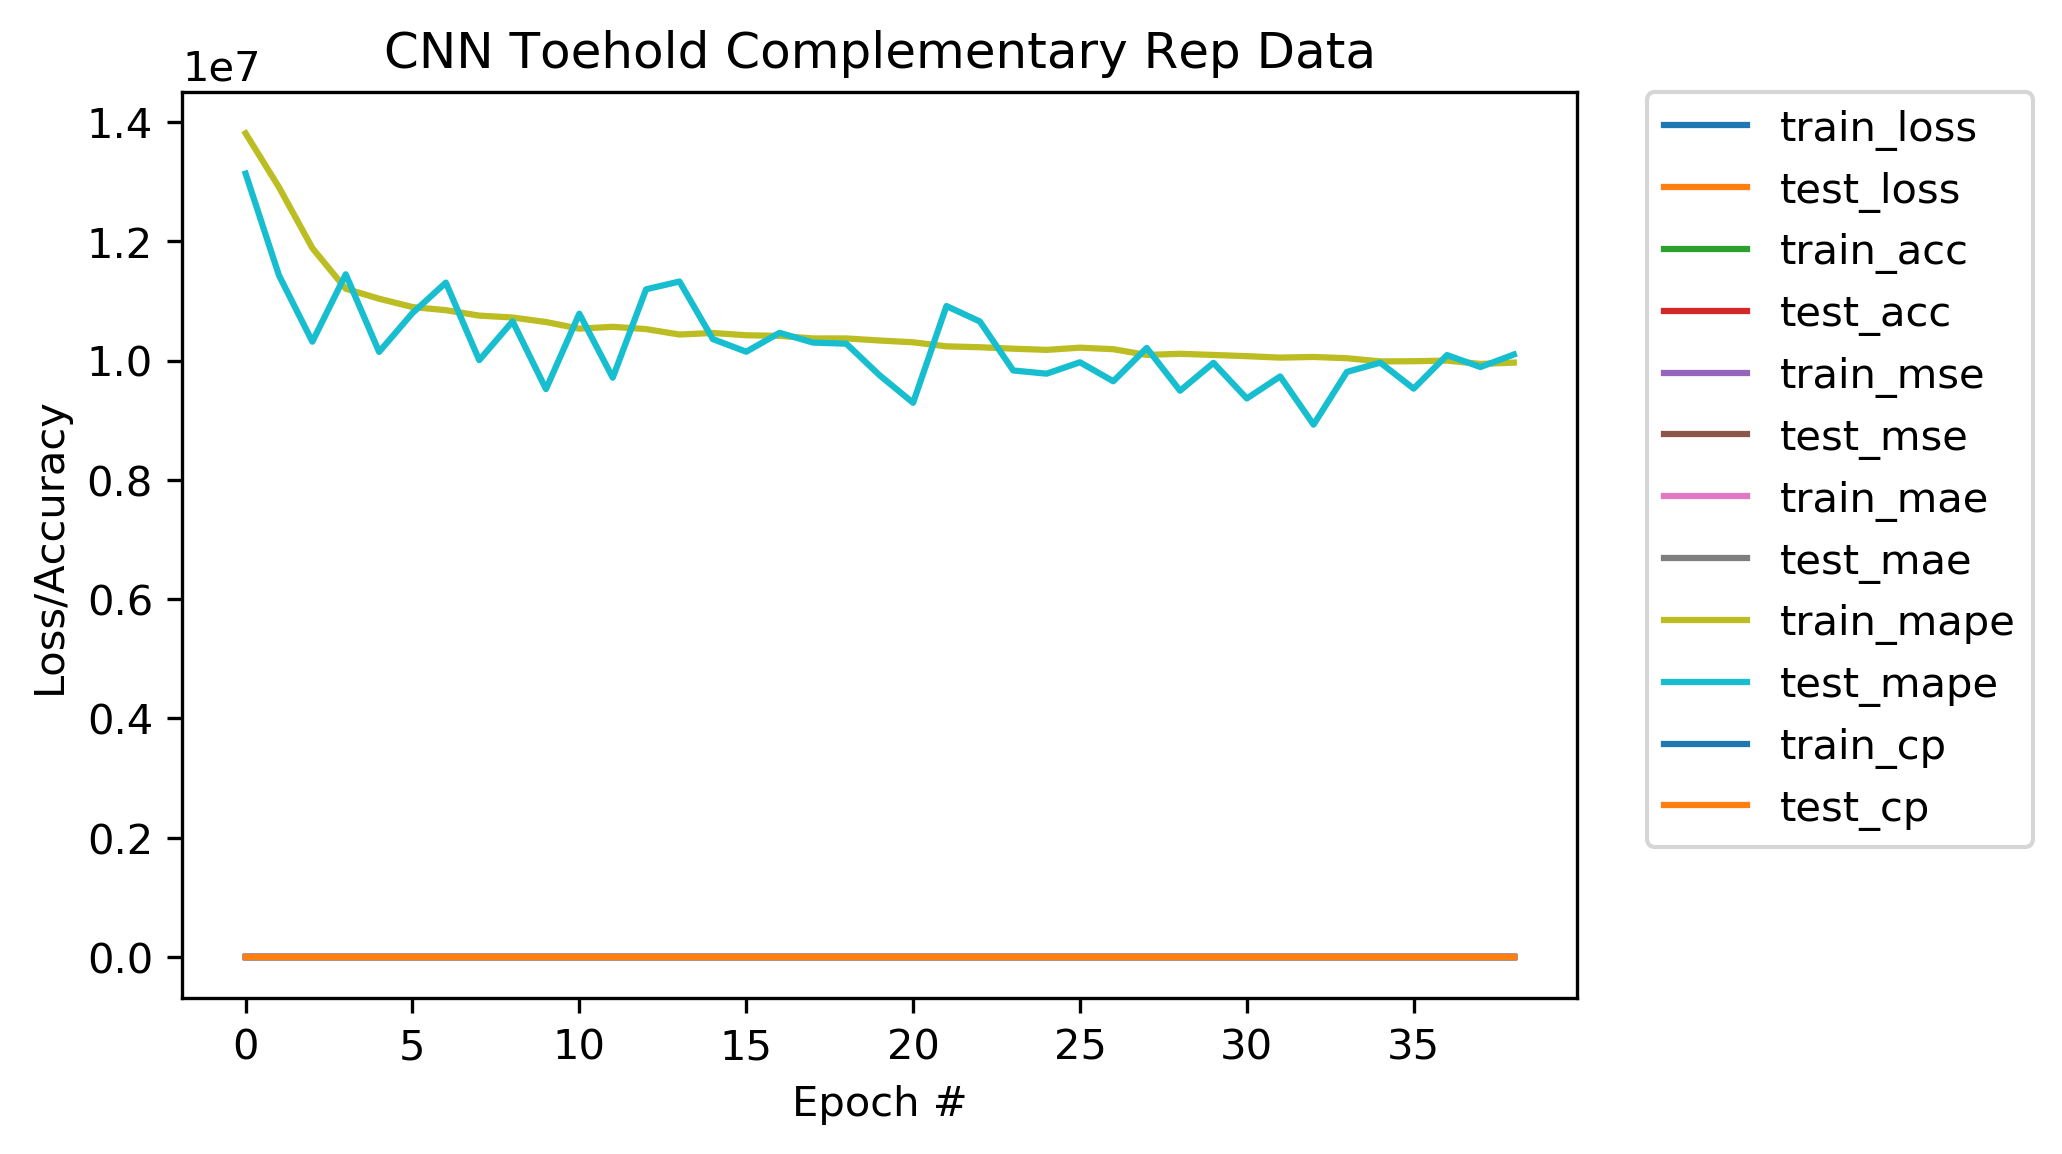 CNN Toehold Complementary Rep Data
1e7
1.4
1.2
1.0
0.8
0.6
0.4
0.2
0.0
Loss/Accuracy
0 5 10 15 20 25 30 35
Epoch #
train_loss
test_loss
train_acc
test_acc
train_mse
test_mse
train_mae
test_mae
train_mape
test_mape
train_cp
test_cp